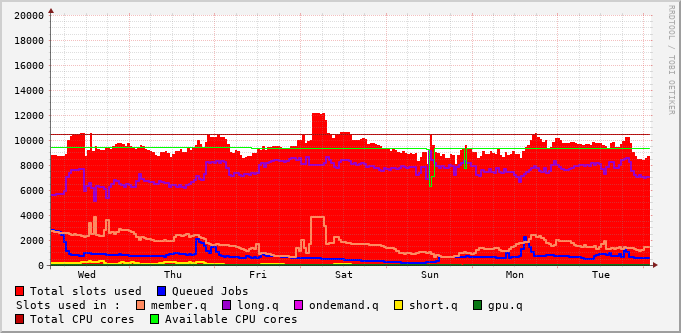 20000
18000
16000
14000
12000
10000
8000
6000
4000
2000
0
Wed Thu Fri Sat Sun Mon Tue
Total slots used Queued Jobs
Slots used in : member.q long.q ondemand.q short.q gpu.q
Total CPU cores Available CPU cores
RRDTOOL / TOBI OETIKER